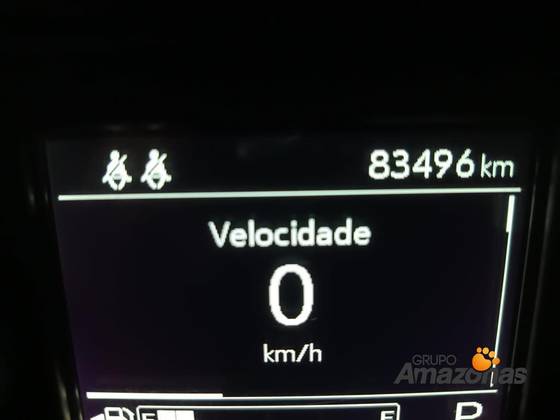 83496 km
Velocidade
0
km/h
GRUPO
Amazonas
E F P